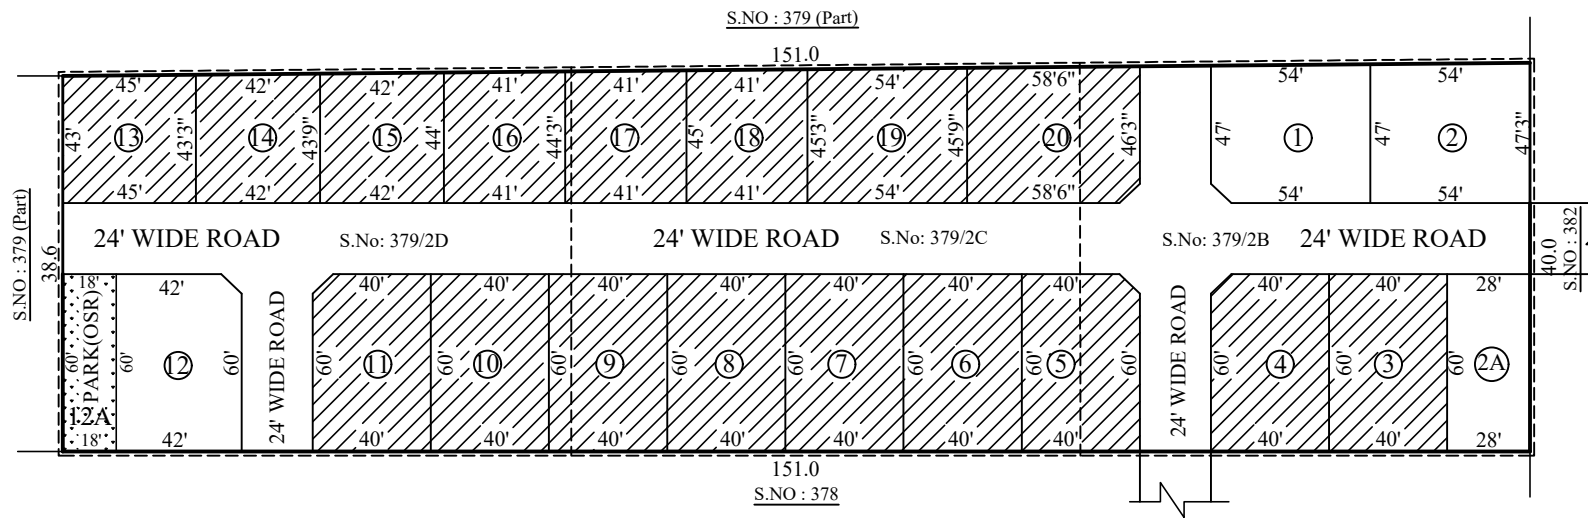 S.NO : 379 (Part)
151.0
45' 42' 42' 41' 41' 41' 54' 58'6" 54' 54'
43' 13 43'3" 14 43'9" 15 44' 16 44'3" 17 45' 18 45'3" 19 45'9" 20 46'3" 47' 1 47' 2 47'3"
45' 42' 42' 41' 41' 41' 54' 58'6" 54' 54'
S.NO : 379 (Part)
38.6
24' WIDE ROAD S.No: 379/2D 24' WIDE ROAD S.No: 379/2C S.No: 379/2B 24' WIDE ROAD
40.0
S.NO : 382
18' 42' 40' 40' 40' 40' 40' 40' 40' 40' 40' 28'
60' PARK(OSR) 60' 12 60' 24' WIDE ROAD 60' 11 60' 10 60' 9 60' 8 60' 7 60' 6 60' 5 60' 24' WIDE ROAD 60' 4 60' 3 60' 2A
12A
18' 42' 40' 40' 40' 40' 40' 40' 40' 40' 40' 28'
151.0
S.NO : 378